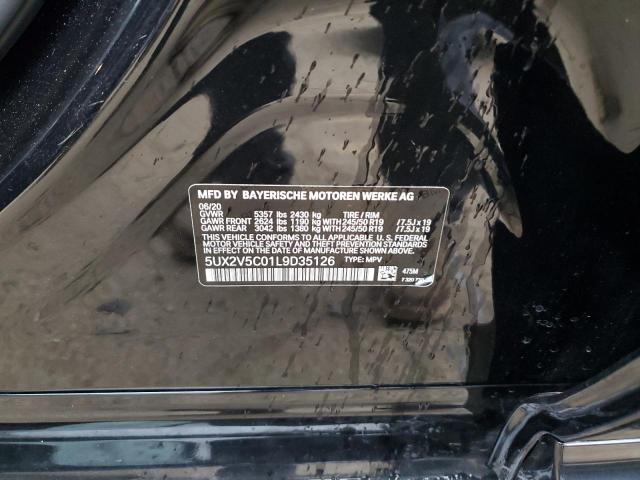 MFD BY BAYERISCHE MOTOREN WERKE AG
06/20
GVWR 5357 lbs 2430 kg TIRE / RIM
GAWR FRONT 2624 lbs 1190 kg WITH 245/50 R19 /7.5J x 19
GAWR REAR 3042 lbs 1380 kg WITH 245/50 R19 /7.5J x 19
THIS VEHICLE CONFORMS TO ALL APPLICABLE U.S. FEDERAL
MOTOR VEHICLE SAFETY, BUMPER, AND THEFT PREVENTION STANDARDS
IN EFFECT ON THE DATE OF MANUFACTURE SHOWN ABOVE.
5UX2V5C01L9D35126 TYPE: MPV
475M